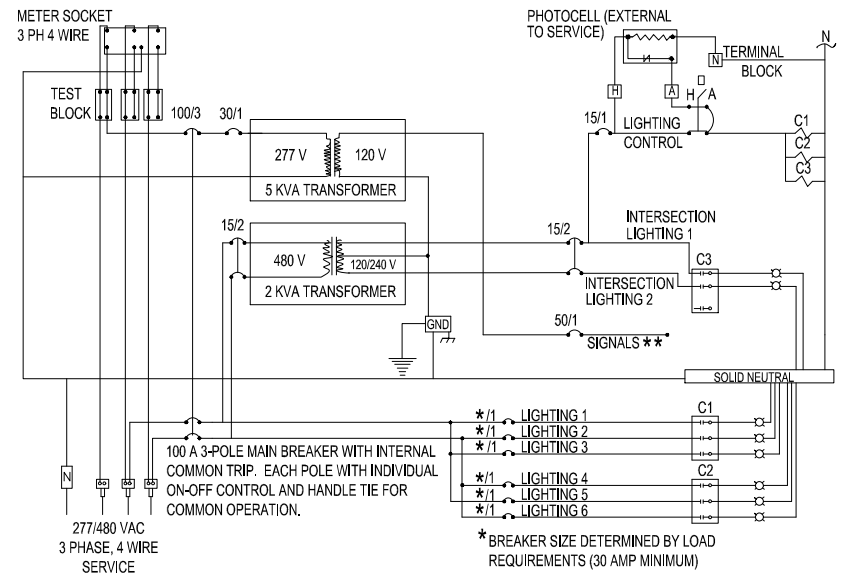 METER SOCKET
3 PH 4 WIRE
PHOTOCELL (EXTERNAL
TO SERVICE)
N
N
TERMINAL
BLOCK
TEST
BLOCK
100/3
30/1
H
A
H
A
15/1
LIGHTING
CONTROL
C1
C2
C3
277 V
120 V
5 KVA TRANSFORMER
15/2
480 V
120/240 V
2 KVA TRANSFORMER
15/2
INTERSECTION
LIGHTING 1
C3
INTERSECTION
LIGHTING 2
GND
50/1
SIGNALS **
SOLID NEUTRAL
*/1 LIGHTING 1
*/1 LIGHTING 2
*/1 LIGHTING 3
C1
*/1 LIGHTING 4
*/1 LIGHTING 5
*/1 LIGHTING 6
C2
100 A 3-POLE MAIN BREAKER WITH INTERNAL
COMMON TRIP. EACH POLE WITH INDIVIDUAL
ON-OFF CONTROL AND HANDLE TIE FOR
COMMON OPERATION.
N
277/480 VAC
3 PHASE, 4 WIRE
SERVICE
*BREAKER SIZE DETERMINED BY LOAD
REQUIREMENTS (30 AMP MINIMUM)